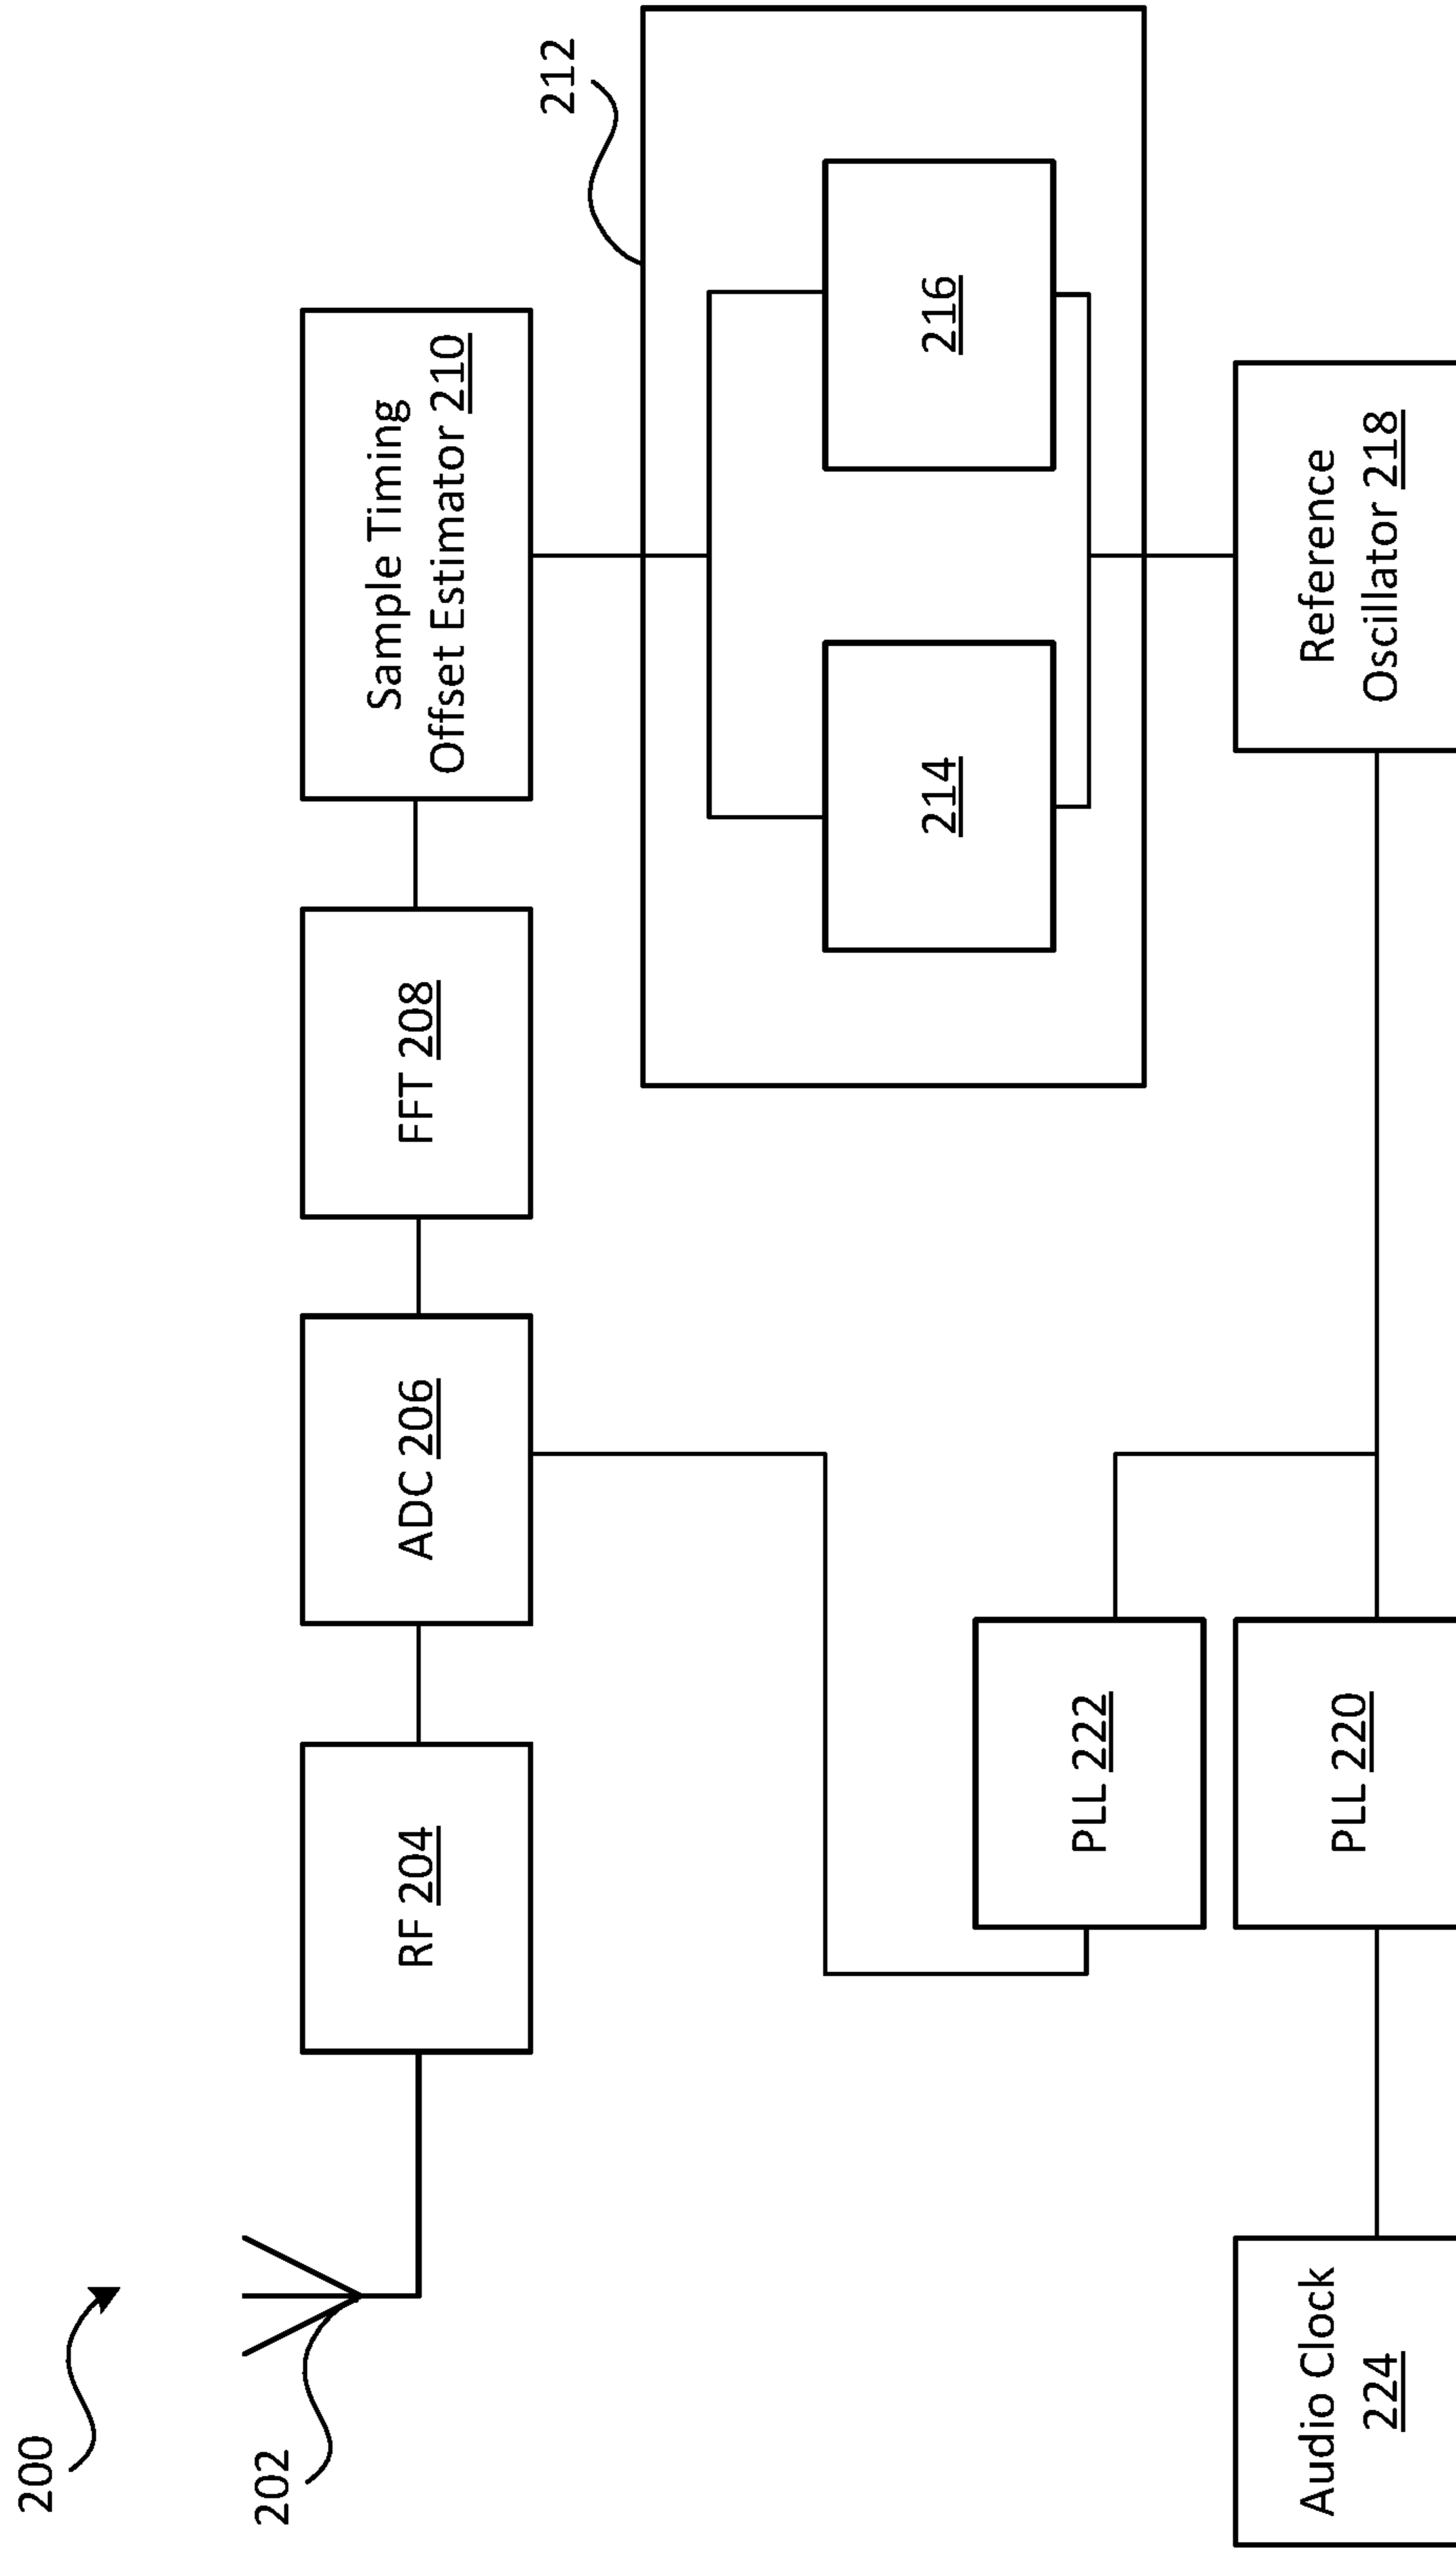 200
202
RF 204
ADC 206
FFT 208
Sample Timing
Offset Estimator 210
212
214
216
PLL 222
Audio Clock
224
PLL 220
Reference
Oscillator 218